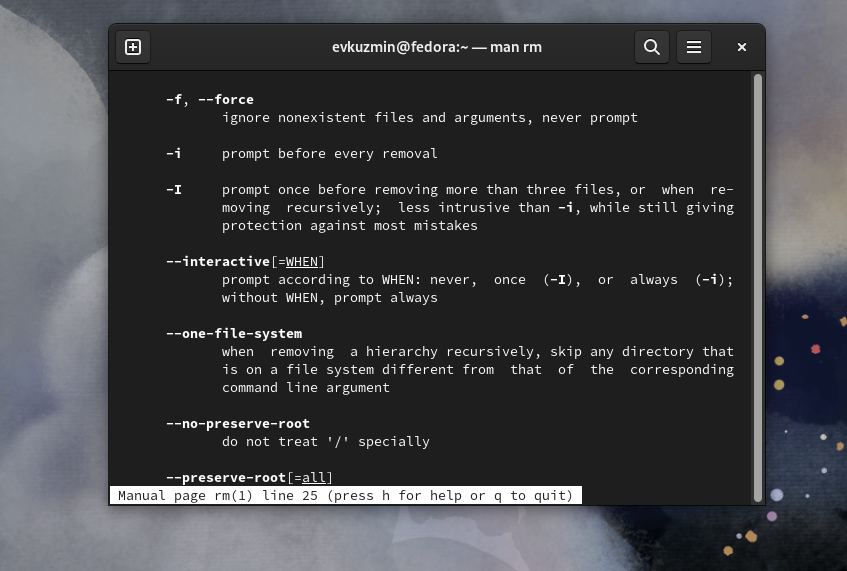 evkuzmin@fedora:~ — man rm
-f, --force
ignore nonexistent files and arguments, never prompt
-i prompt before every removal
-I prompt once before removing more than three files, or when re-
moving recursively; less intrusive than -i, while still giving
protection against most mistakes
--interactive[=WHEN]
prompt according to WHEN: never, once (-I), or always (-i);
without WHEN, prompt always
--one-file-system
when removing a hierarchy recursively, skip any directory that
is on a file system different from that of the corresponding
command line argument
--no-preserve-root
do not treat '/' specially
--preserve-root[=all]
Manual page rm(1) line 25 (press h for help or q to quit)